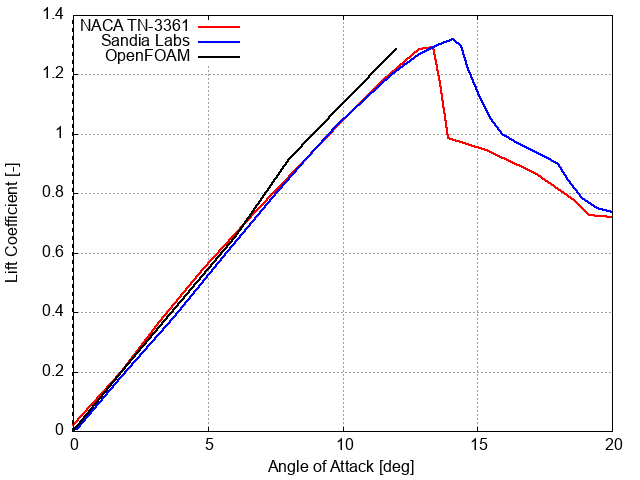 1.4
1.2
1
0.8
0.6
0.4
0.2
0
0
5
10
15
20
NACA TN-3361
Sandia Labs
OpenFOAM
Lift Coefficient [-]
Angle of Attack [deg]